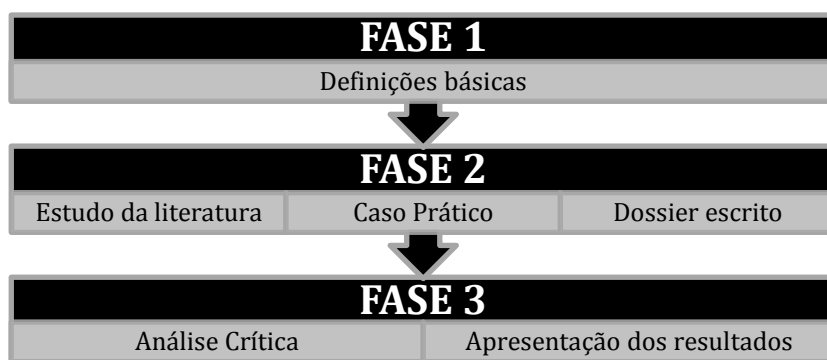 FASE 1
Definições básicas
FASE 2
Estudo da literatura Caso Prático Dossier escrito
FASE 3
Análise Crítica Apresentação dos resultados